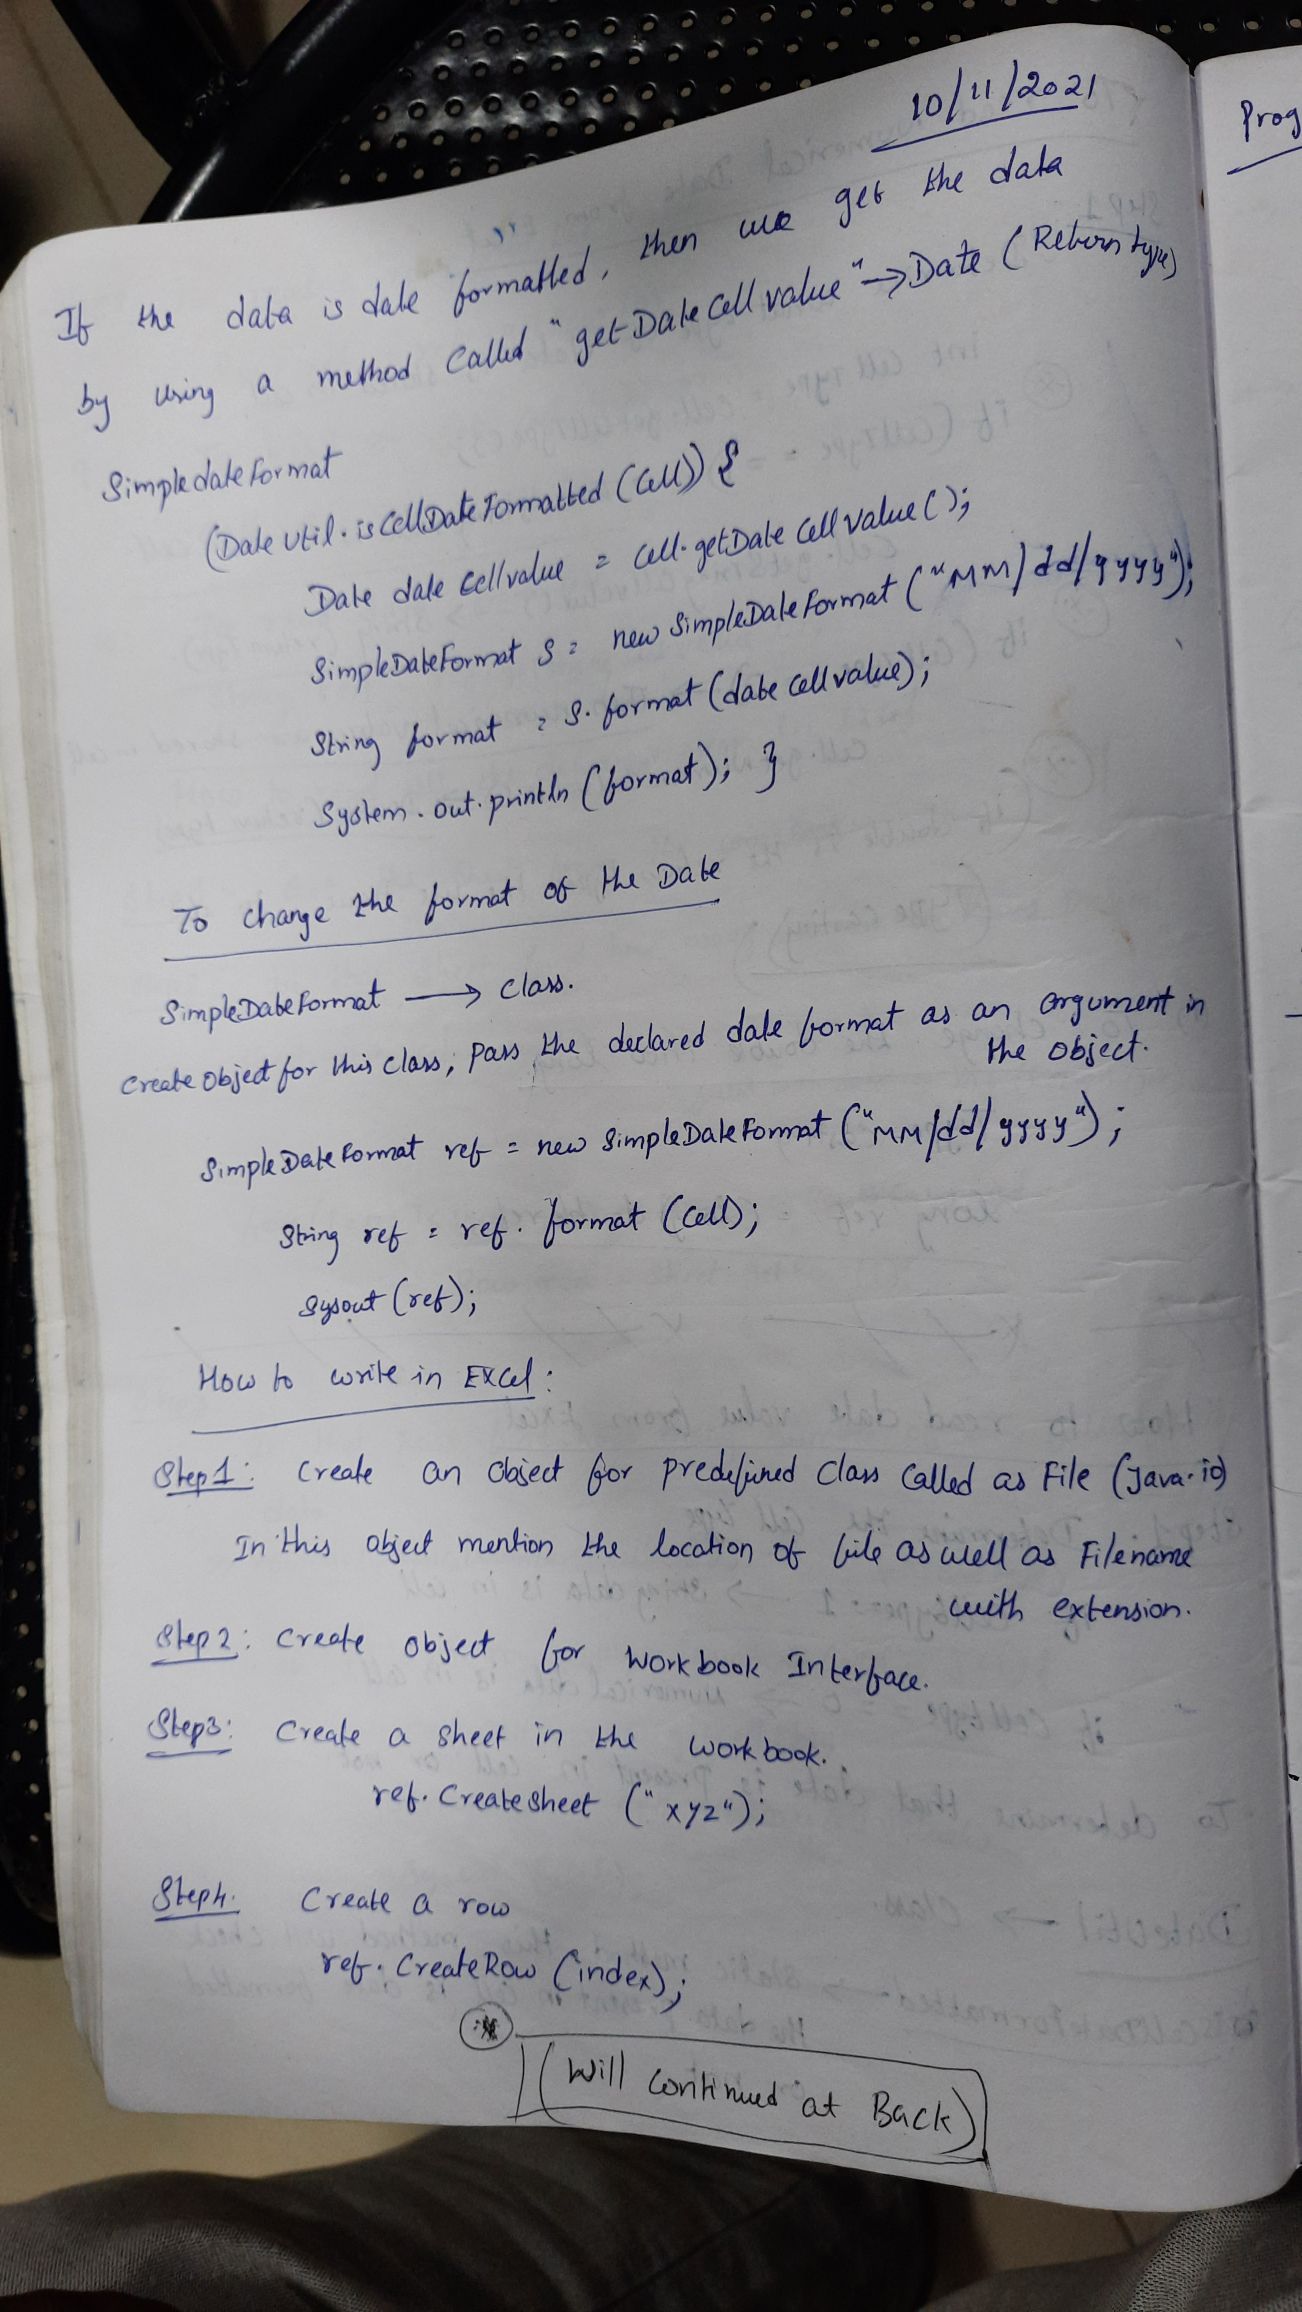 10/11/2021
Prog
If the data is date formatted, then we get the data
by using a method called "getDateCellvalue" → Date (Return type)
SimpledateFormat
(DateUtil.isCellDateFormatted (Cell)) {
Date date Cellvalue = Cell.getDateCellValue();
SimpleDateFormat S = new SimpleDateFormat ("MM/dd/yyyy");
String format = S.format (date cellvalue);
System.out.println (format); }
To change the format of the Date
SimpleDateFormat → class.
Create object for this class, Pass the declared date format as an argument in
the object.
SimpleDateFormat ref = new SimpleDateFormat ("MM/dd/yyyy");
String ref = ref. format (Cell);
Sysout (ref);
How to write in Excel:
Step1: Create an object for predefined Class Called as File (Java.io)
In this object mention the location of file as well as Filename
with extension.
Step2: Create object for Workbook Interface.
Step3: Create a sheet in the workbook.
ref. Createsheet ("xyz");
Step4. Create a row
ref. CreateRow (index);
(Will continued at Back)